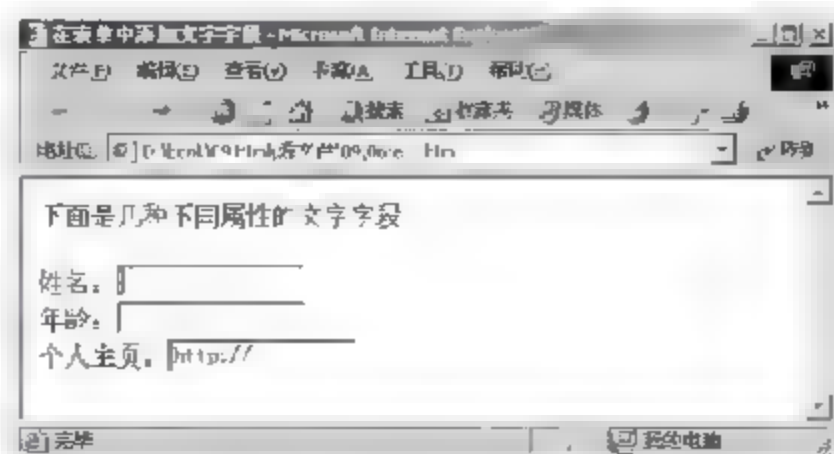 在表单中添加文字字段 - Microsoft Internet
文件(F) 编辑(E) 查看(V) 收藏(A) 工具(T) 帮助(H)
搜索 收藏夹 媒体
地址(D) 转到
下面是几种不同属性的文字字段
姓名:
年龄:
个人主页: http://
完毕 我的电脑